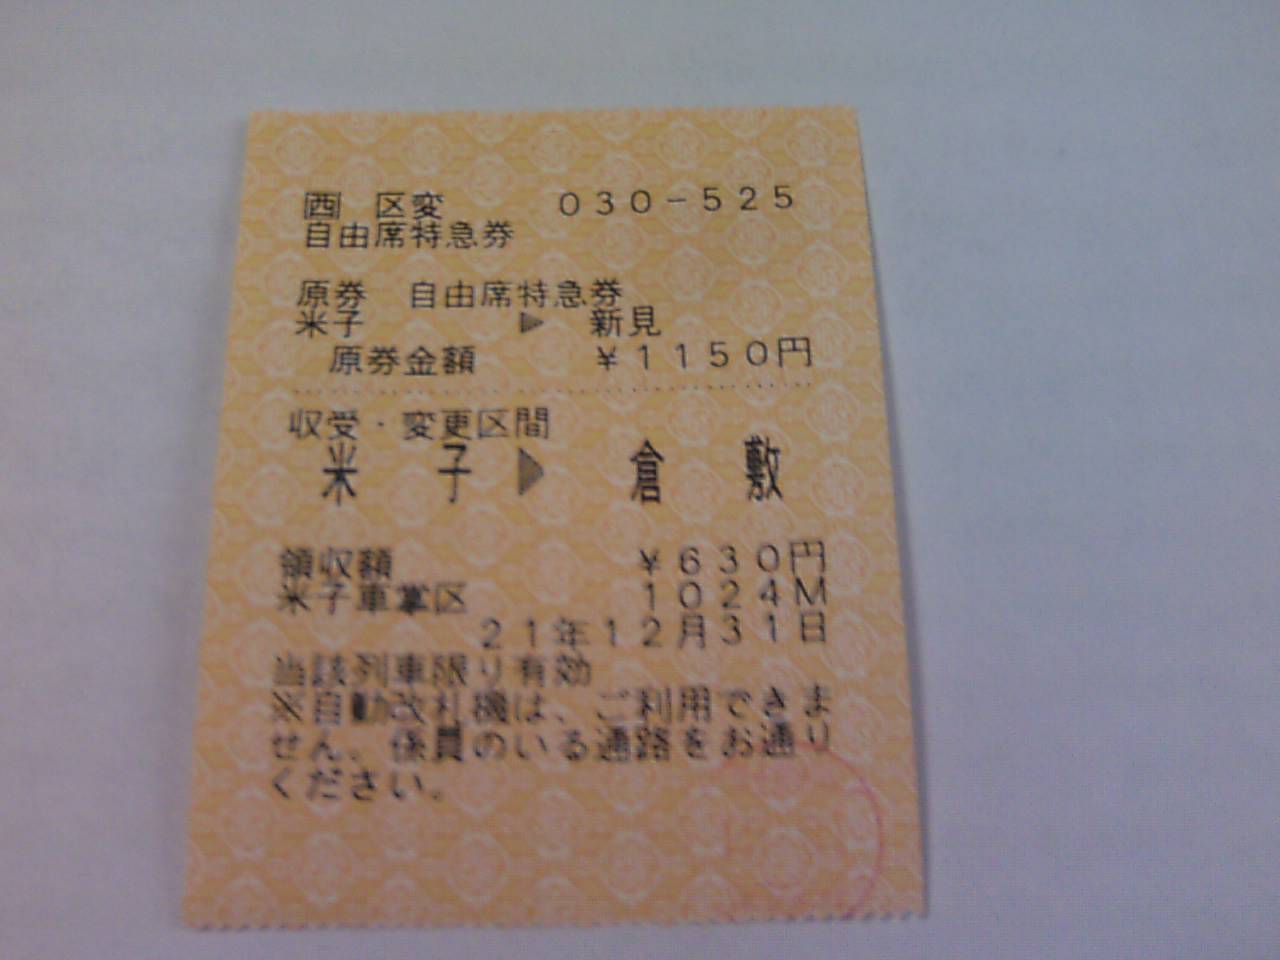 西 区変 030-525
自由席特急券
原券 自由席特急券
米子 ▶ 新見
原券金額 ¥1150円
収受・変更区間
米子 ▶ 倉敷
領収額 ¥630円
米子車掌区 1024M
21年12月31日
当該列車限り有効
※自動改札機は、ご利用できま
せん。係員のいる通路をお通り
ください。